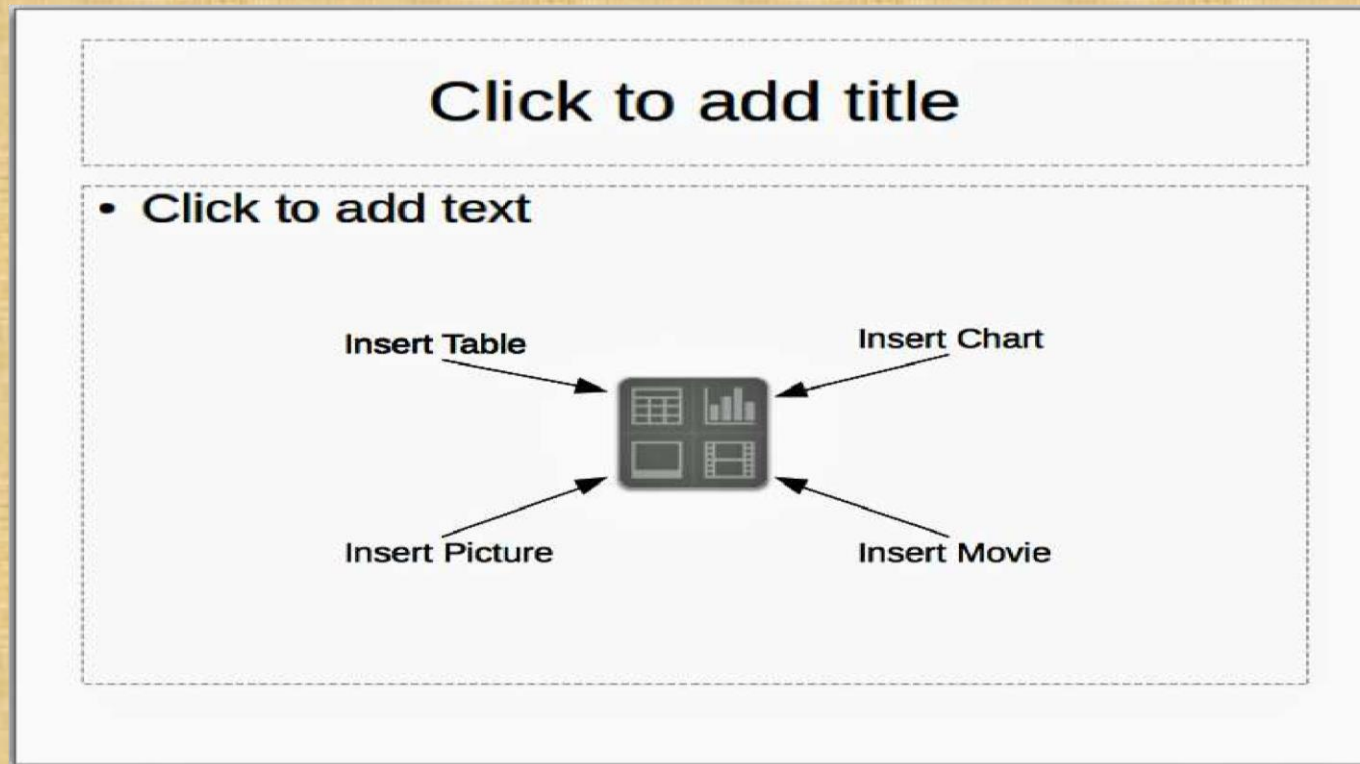 Click to add title
• Click to add text
Insert Table
Insert Chart
Insert Picture
Insert Movie